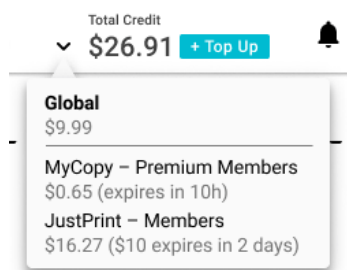 Total Credit
$26.91 + Top Up
Global
$9.99
MyCopy – Premium Members
$0.65 (expires in 10h)
JustPrint – Members
$16.27 ($10 expires in 2 days)